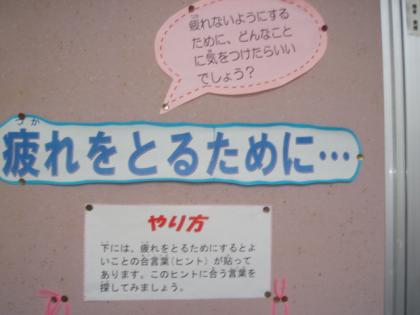 疲れないようにする
ために、どんなこと
に気をつけたらいい
でしょう？
疲れをとるために…
やり方
下には、疲れをとるためにするとよ
いことの合言葉(ヒント)が貼って
あります。このヒントに合う言葉を
探してみましょう。